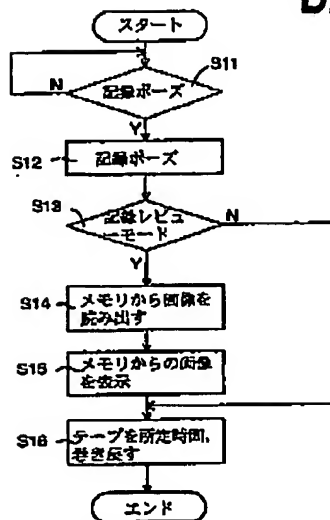 D
スタート
S11
記録ポーズ
N
Y
S12
記録ポーズ
S13
記録レビュ
ーモード
N
Y
S14
メモリから画像を
読み出す
S15
メモリからの画像
を表示
S16
テープを所定時間,
巻き戻す
エンド